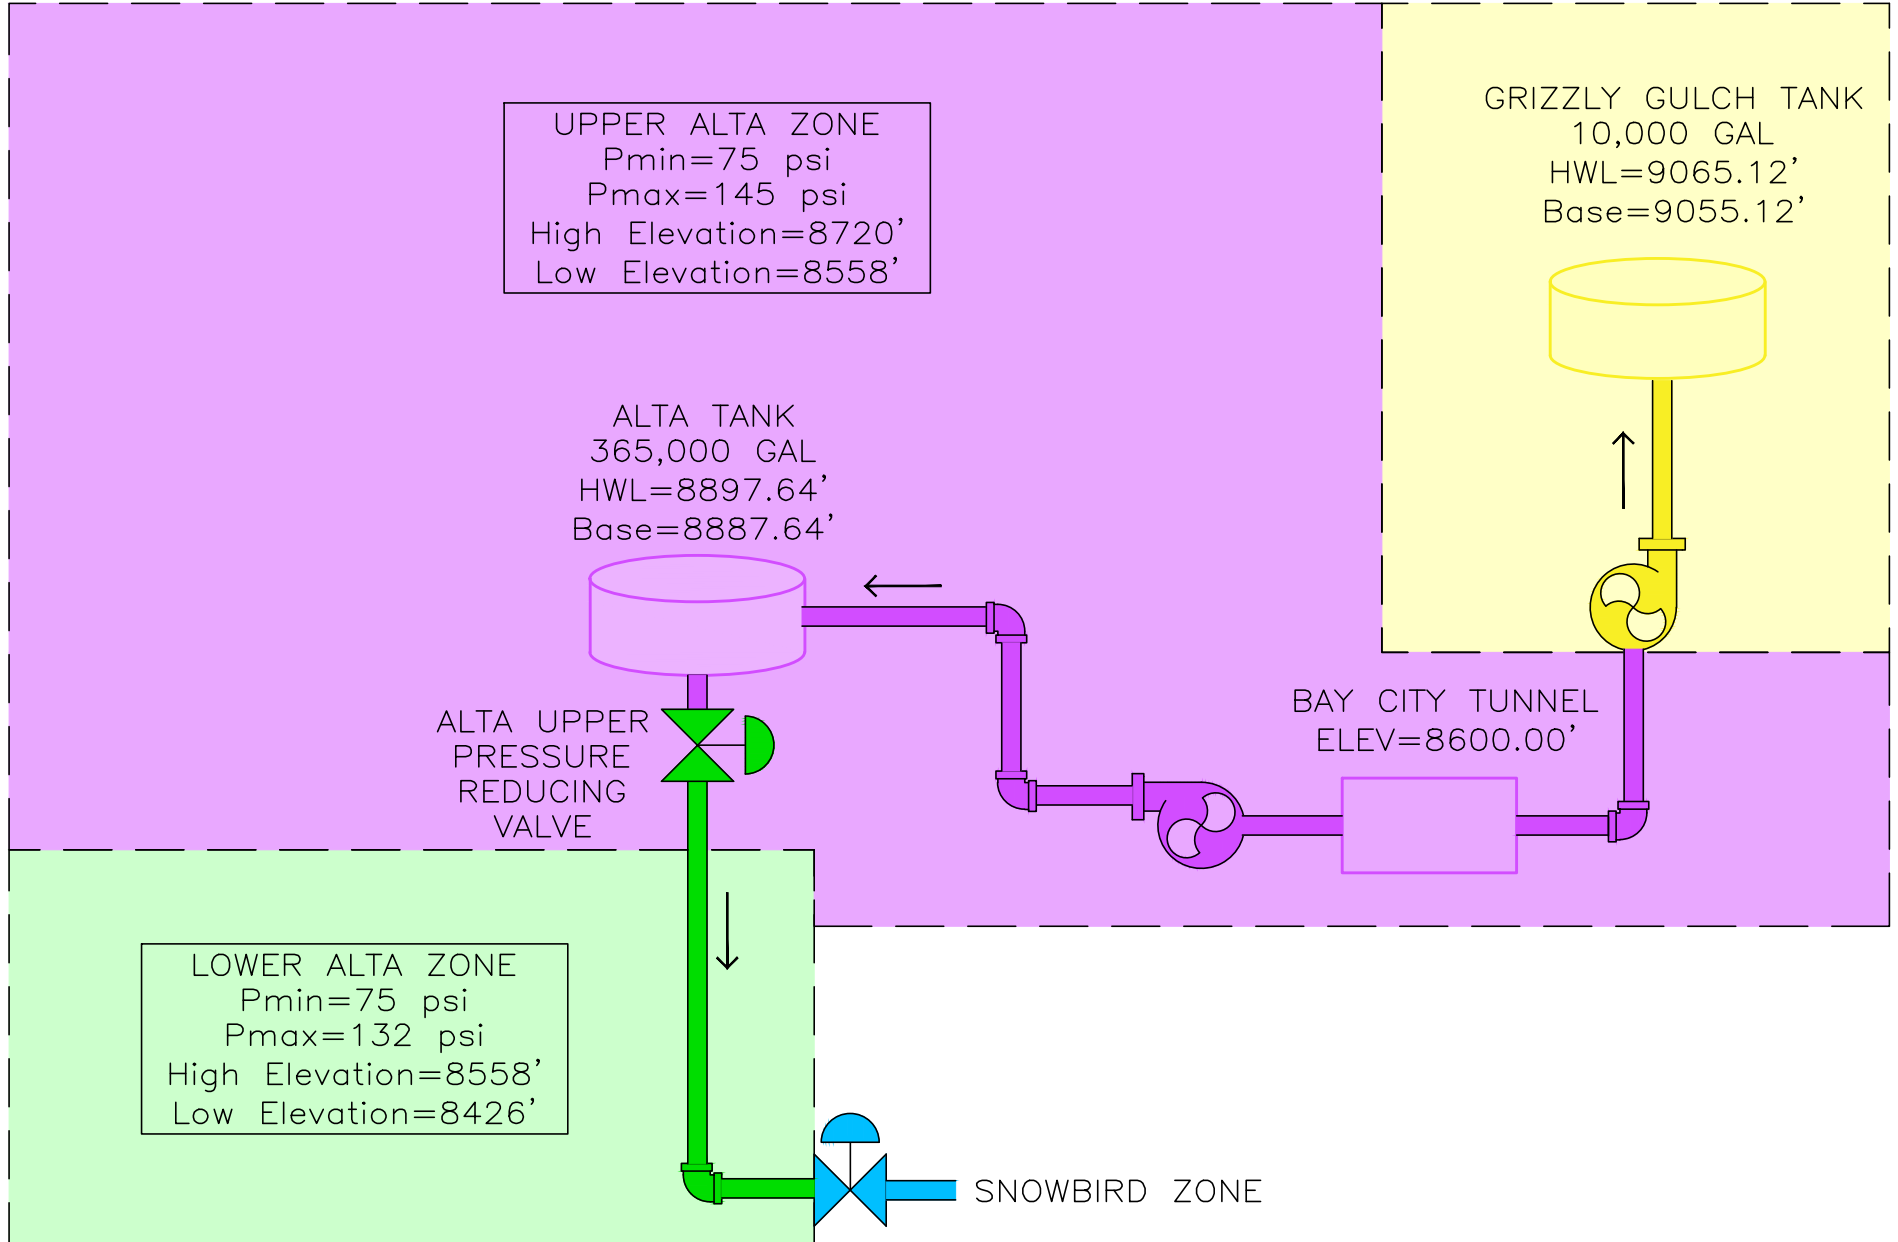 UPPER ALTA ZONE
Pmin=75 psi
Pmax=145 psi
High Elevation=8720'
Low Elevation=8558'
GRIZZLY GULCH TANK
10,000 GAL
HWL=9065.12'
Base=9055.12'
ALTA TANK
365,000 GAL
HWL=8897.64'
Base=8887.64'
ALTA UPPER
PRESSURE
REDUCING
VALVE
BAY CITY TUNNEL
ELEV=8600.00'
LOWER ALTA ZONE
Pmin=75 psi
Pmax=132 psi
High Elevation=8558'
Low Elevation=8426'
SNOWBIRD ZONE